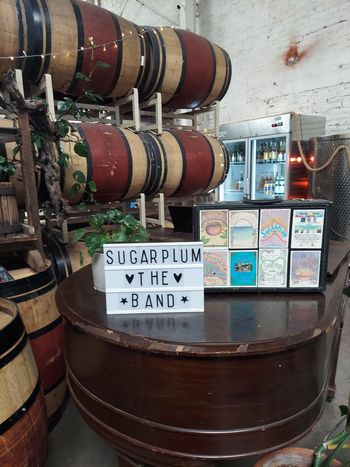 SUGARPLUM
♥ THE ♥
★ BAND ★